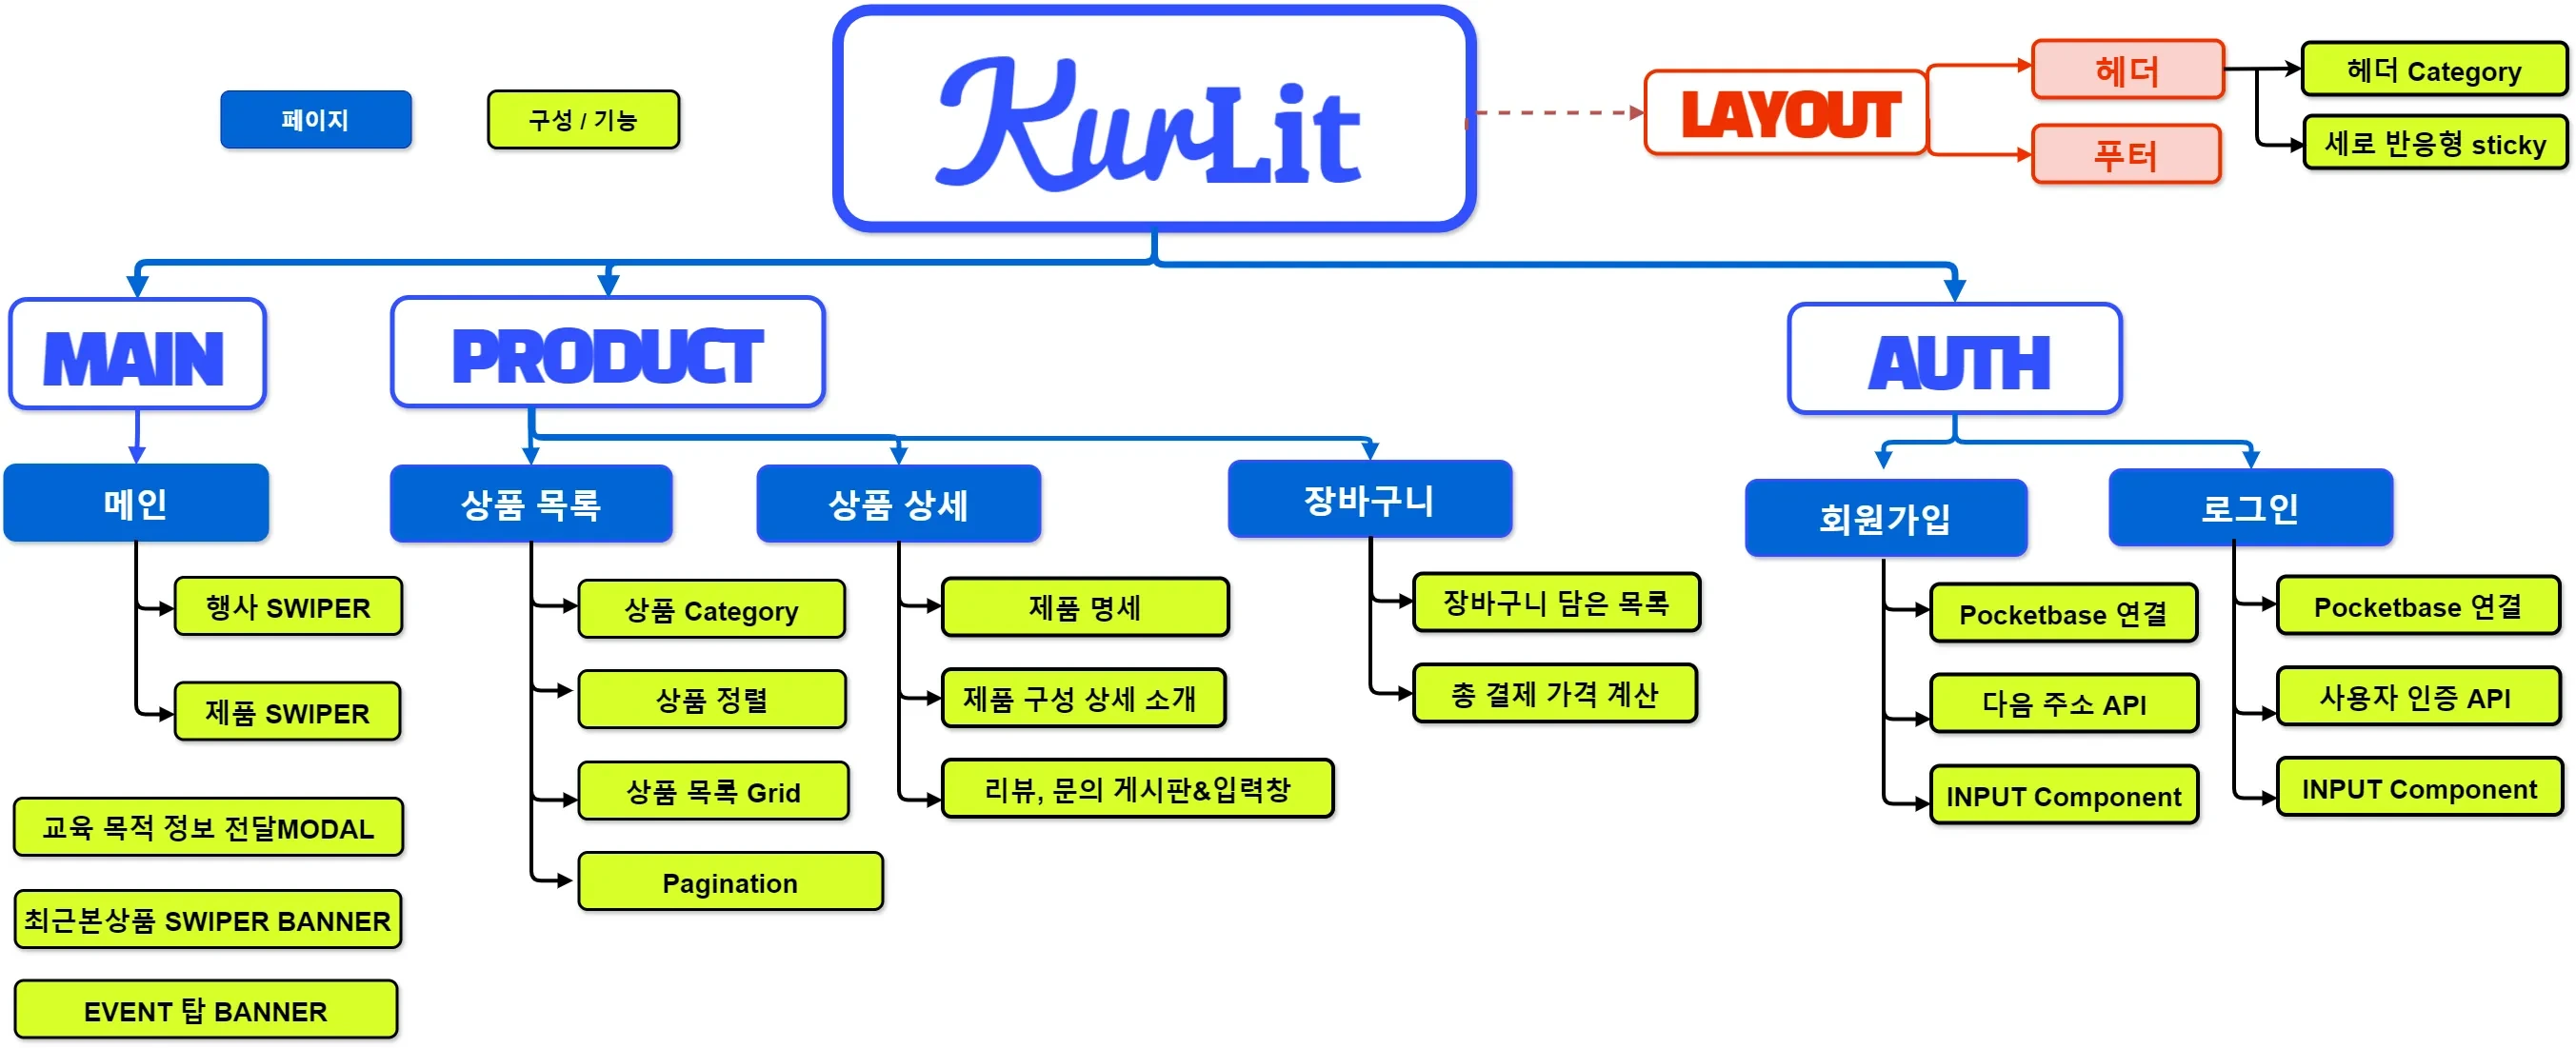 KurLit
페이지
구성 / 기능
LAYOUT
헤더
푸터
헤더 Category
세로 반응형 sticky
MAIN
PRODUCT
AUTH
메인
상품 목록
상품 상세
장바구니
회원가입
로그인
행사 SWIPER
제품 SWIPER
교육 목적 정보 전달MODAL
최근본상품 SWIPER BANNER
EVENT 탑 BANNER
상품 Category
상품 정렬
상품 목록 Grid
Pagination
제품 명세
제품 구성 상세 소개
리뷰, 문의 게시판&입력창
장바구니 담은 목록
총 결제 가격 계산
Pocketbase 연결
다음 주소 API
INPUT Component
Pocketbase 연결
사용자 인증 API
INPUT Component